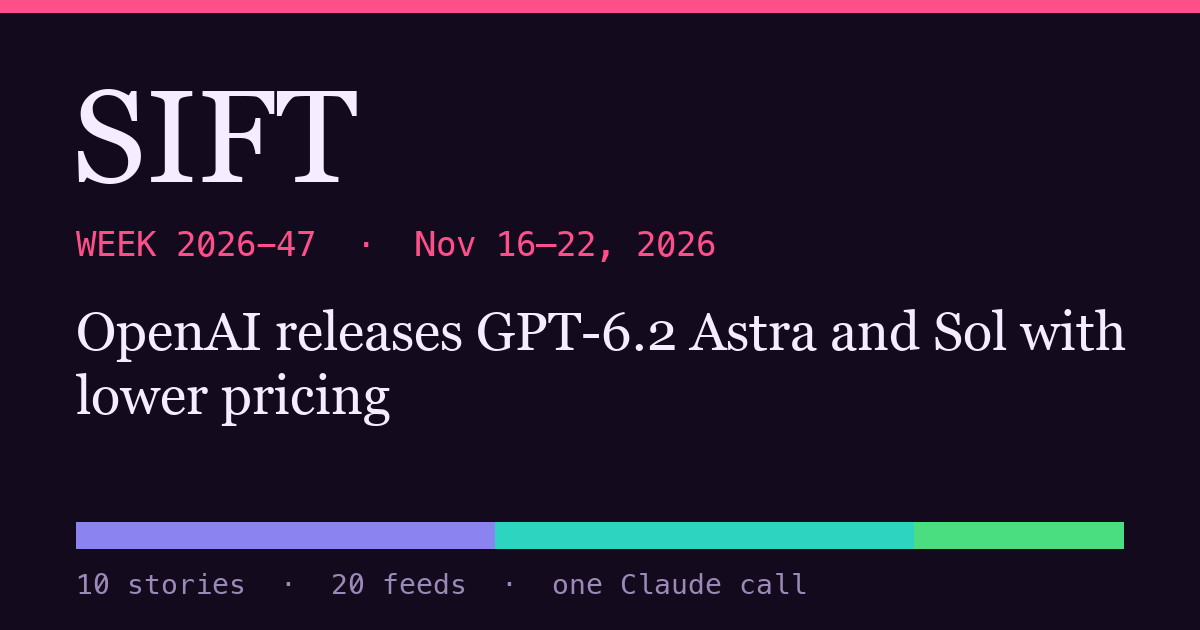 SIFT
WEEK 2026–47 · Nov 16–22, 2026
OpenAI releases GPT-6.2 Astra and Sol with
lower pricing
10 stories · 20 feeds · one Claude call